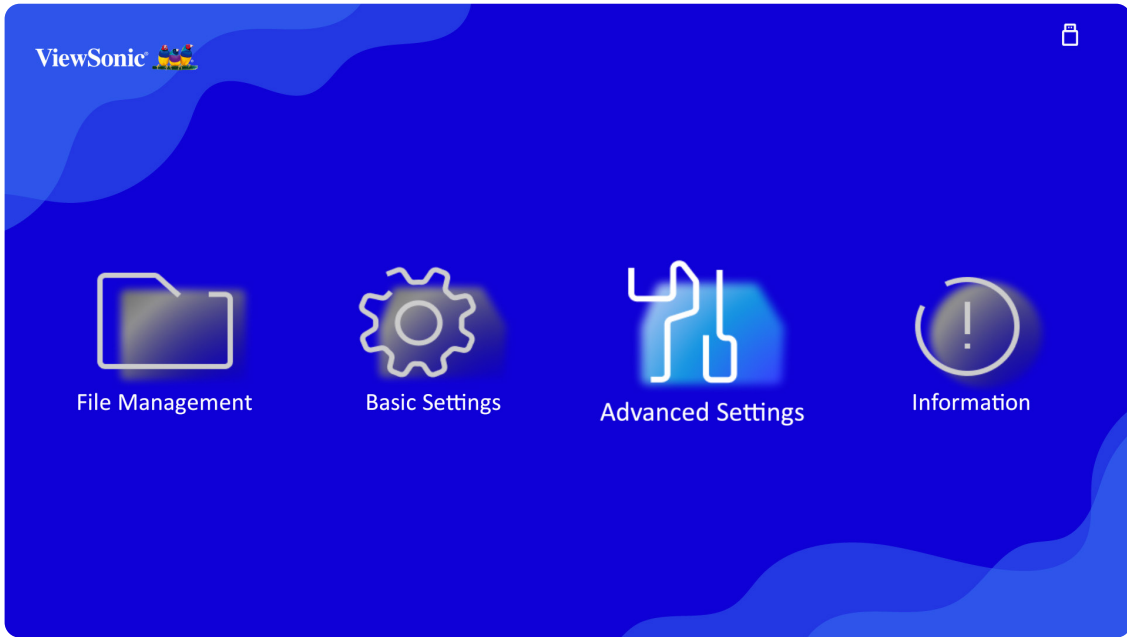 ViewSonic
File Management
Basic Settings
Advanced Settings
Information